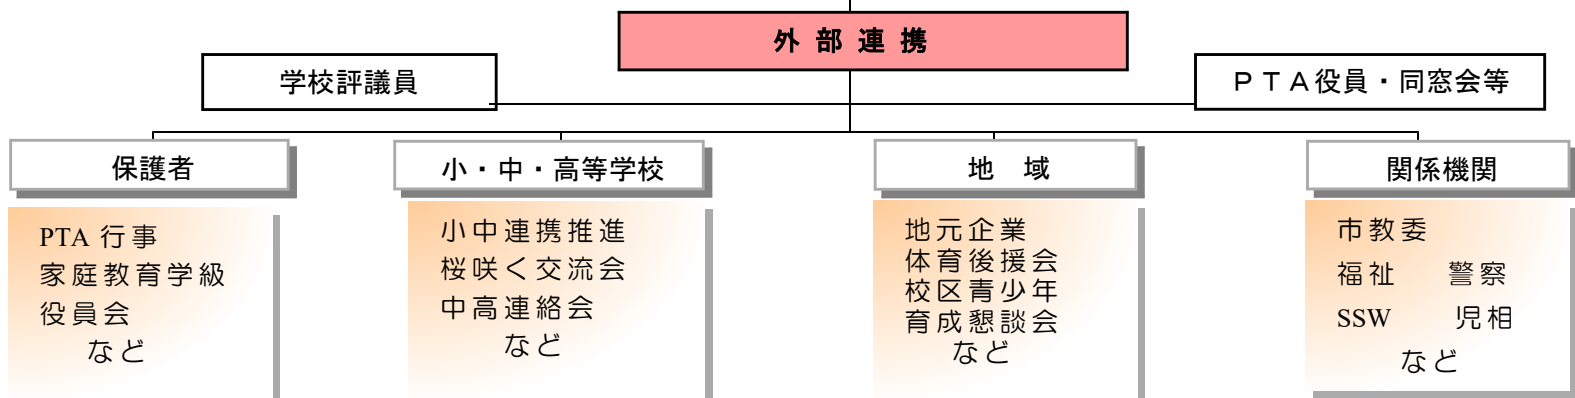 外部連携
学校評議員
PTA役員・同窓会等
保護者
小・中・高等学校
地 域
関係機関
PTA 行事
家庭教育学級
役員会
など
小中連携推進
桜咲く交流会
中高連絡会
など
地元企業
体育後援会
校区青少年
育成懇談会
など
市教委
福祉 警察
SSW 児相
など